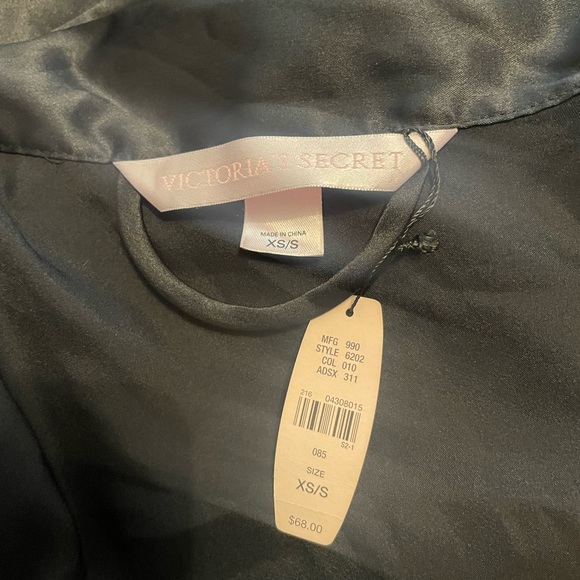 VICTORIA'S SECRET
MADE IN CHINA
XS/S
MFG 990
STYLE 6202
COL 010
ADSX 311
216 04308015
S2-1
085
SIZE
XS/S
$68.00